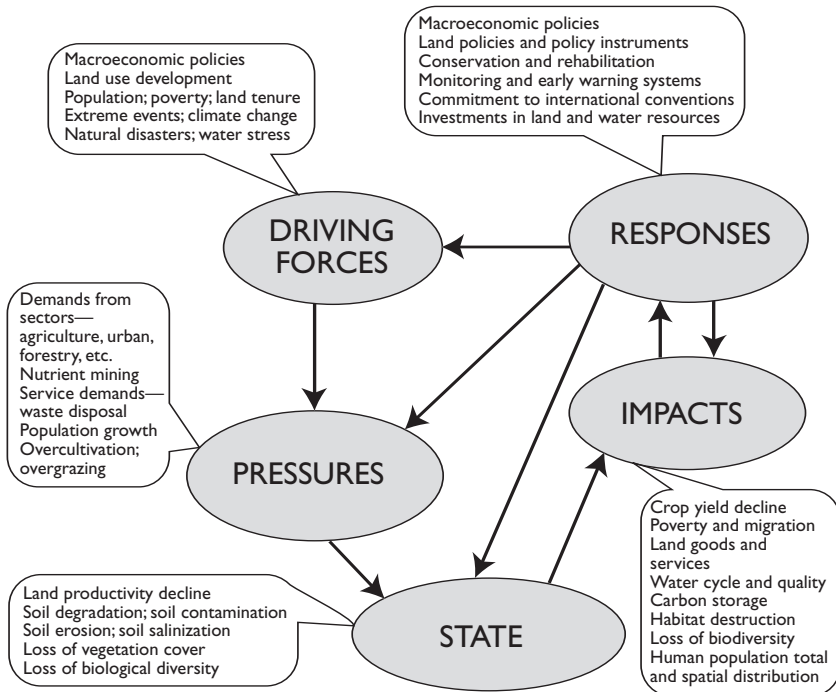 Macroeconomic policies
Land use development
Population; poverty; land tenure
Extreme events; climate change
Natural disasters; water stress
Macroeconomic policies
Land policies and policy instruments
Conservation and rehabilitation
Monitoring and early warning systems
Commitment to international conventions
Investments in land and water resources
DRIVING
FORCES
RESPONSES
Demands from
sectors—
agriculture, urban,
forestry, etc.
Nutrient mining
Service demands—
waste disposal
Population growth
Overcultivation;
overgrazing
IMPACTS
PRESSURES
Crop yield decline
Poverty and migration
Land goods and
services
Water cycle and quality
Carbon storage
Habitat destruction
Loss of biodiversity
Human population total
and spatial distribution
Land productivity decline
Soil degradation; soil contamination
Soil erosion; soil salinization
Loss of vegetation cover
Loss of biological diversity
STATE